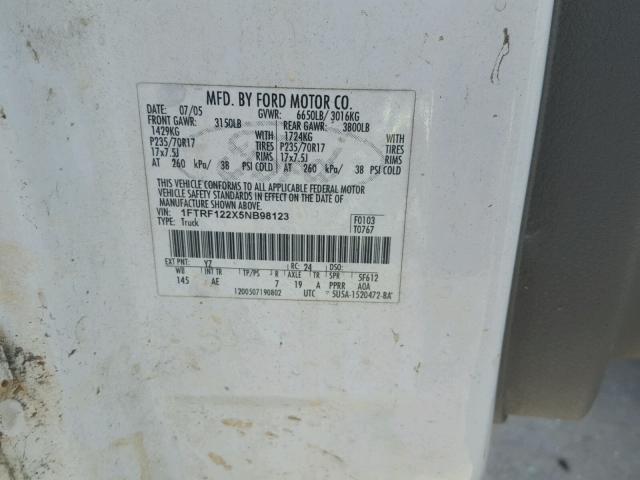 MFD. BY FORD MOTOR CO.
DATE: 07/05 GVWR: 6650LB/ 3016KG
FRONT GAWR: 3150LB REAR GAWR: 3800LB
1429KG WITH 1724KG WITH
P235/70R17 TIRES P235/70R17 TIRES
17x7.5J RIMS 17x7.5J RIMS
AT 260 kPa/ 38 PSI COLD AT 260 kPa/ 38 PSI COLD
THIS VEHICLE CONFORMS TO ALL APPLICABLE FEDERAL MOTOR
VEHICLE SAFETY STANDARDS IN EFFECT ON THE DATE OF
MANUFACTURE SHOWN ABOVE.
VIN: 1FTRF122X5NB98123 F0103
TYPE: Truck T0767
EXT PNT: YZ RC: 24 DSO:
WB INT TR TP/PS R AXLE TR SPR 5F612
145 AE 7 19 A PPRR AOA
1200507190802 UTC 5U5A-1520472-BA